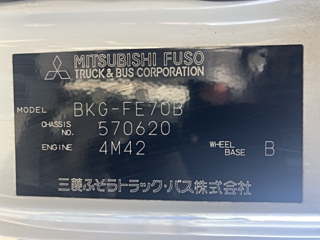 MITSUBISHI FUSO
TRUCK & BUS CORPORATION
MODEL BKG-FE70B
CHASSIS NO. 570620
ENGINE 4M42 WHEEL BASE B
三菱ふそうトラック・バス株式会社